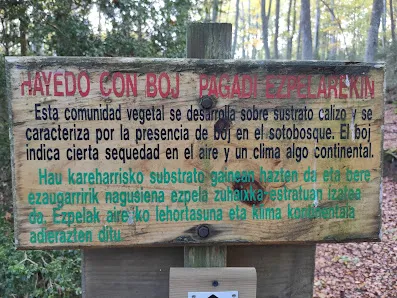 HAYEDO CON BOJ PAGADI EZPELAREKIN
Esta comunidad vegetal se desarrolla sobre sustrato calizo y se
caracteriza por la presencia de boj en el sotobosque. El boj
indica cierta sequedad en el aire y un clima algo continental.
Hau kareharrisko substrato gainean hazten da eta bere
ezaugarririk nagusiena ezpela zuhaixka estratuan izatea
da. Ezpelak aireko lehortasuna eta klima kontinentala
adierazten ditu.